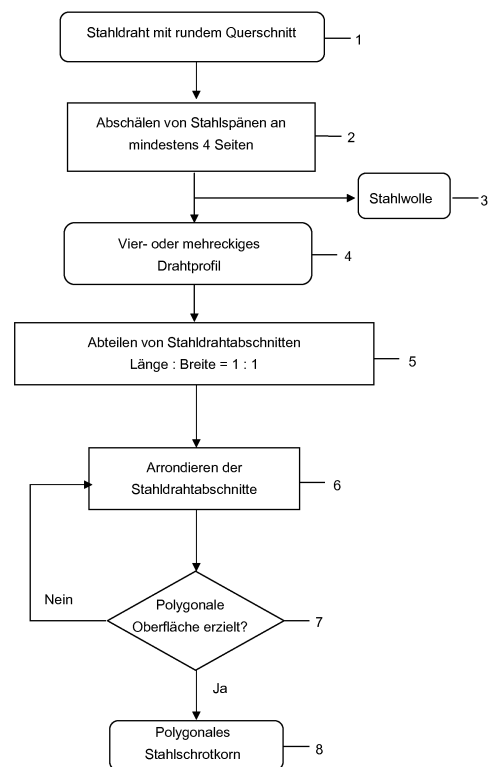 Stahldraht mit rundem Querschnitt
1
Abschälen von Stahlspänen an
mindestens 4 Seiten
2
Stahlwolle
3
Vier- oder mehreckiges
Drahtprofil
4
Abteilen von Stahldrahtabschnitten
Länge : Breite = 1 : 1
5
Arrondieren der
Stahldrahtabschnitte
6
Nein
Polygonale
Oberfläche erzielt?
7
Ja
Polygonales
Stahlschrotkorn
8